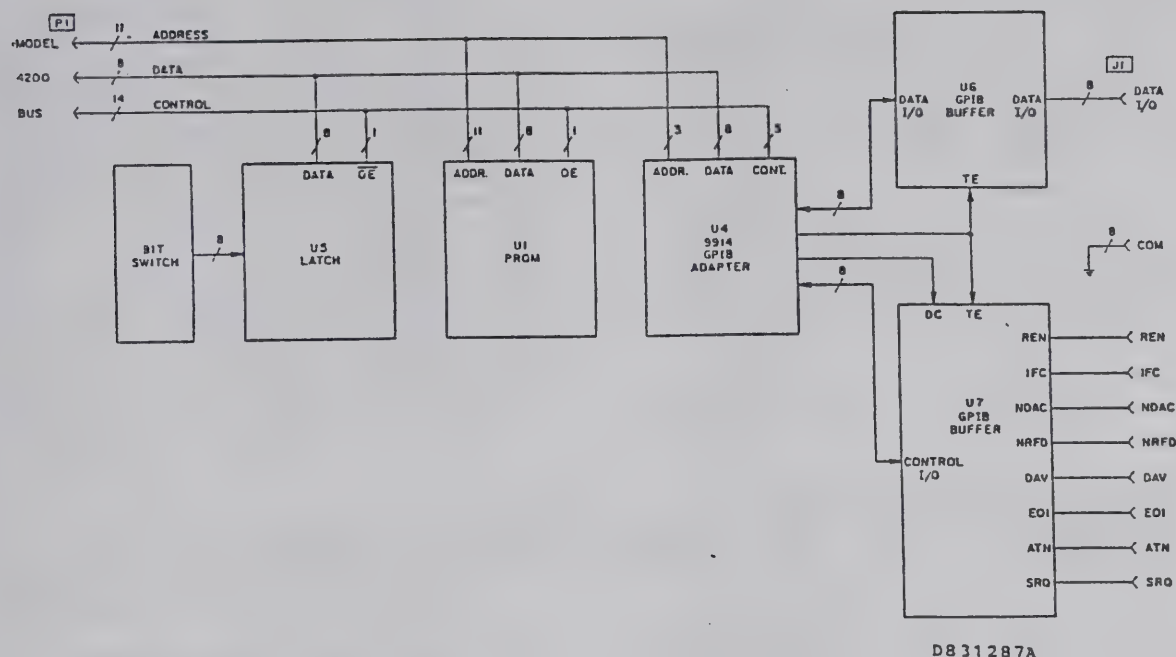 P1
MODEL
11
ADDRESS
4200
8
DATA
BUS
14
CONTROL
8
1
11
8
1
3
8
5
DATA
OE
ADDR.
DATA
OE
ADDR.
DATA
CONT.
BIT
SWITCH
8
U5
LATCH
U1
PROM
U4
9914
GPIB
ADAPTER
8
8
DATA
I/O
U6
GPIB
BUFFER
DATA
I/O
TE
8
J1
DATA
I/O
8
COM
DC
TE
U7
GPIB
BUFFER
CONTROL
I/O
REN
REN
IFC
IFC
NDAC
NDAC
NRFD
NRFD
DAV
DAV
EOI
EOI
ATN
ATN
SRQ
SRQ
D831287A